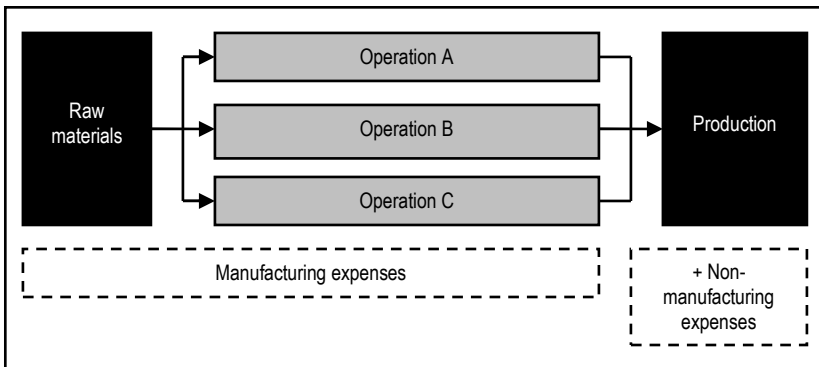 Raw
materials
Operation A
Operation B
Operation C
Production
Manufacturing expenses
+ Non-
manufacturing
expenses